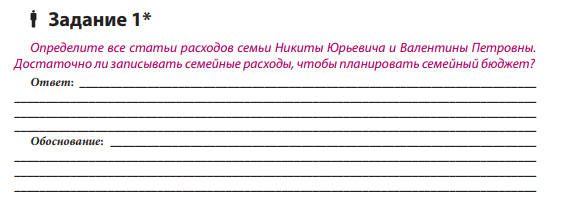 Задание 1*
Определите все статьи расходов семьи Никиты Юрьевича и Валентины Петровны.
Достаточно ли записывать семейные расходы, чтобы планировать семейный бюджет?
Ответ:
Обоснование: